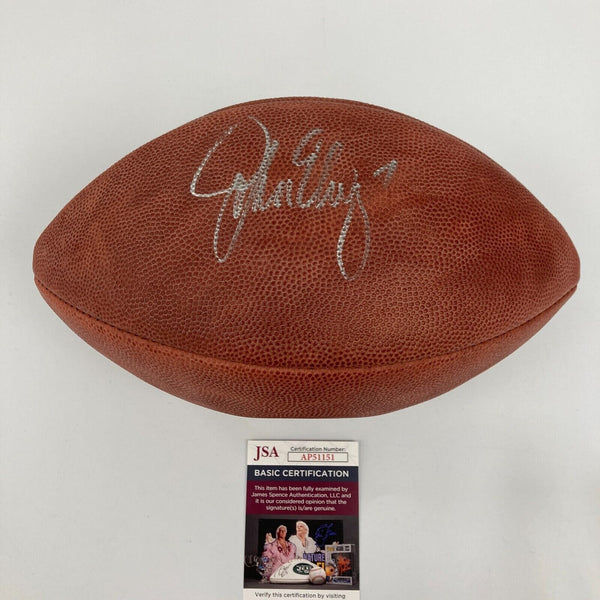 John Elway 7
JSA
Certification Number:
AP51151
BASIC CERTIFICATION
This item has been fully examined by
James Spence Authentication, LLC and
it is our considered opinion that the
signature(s) is/are genuine.
Verify this certification by visiting